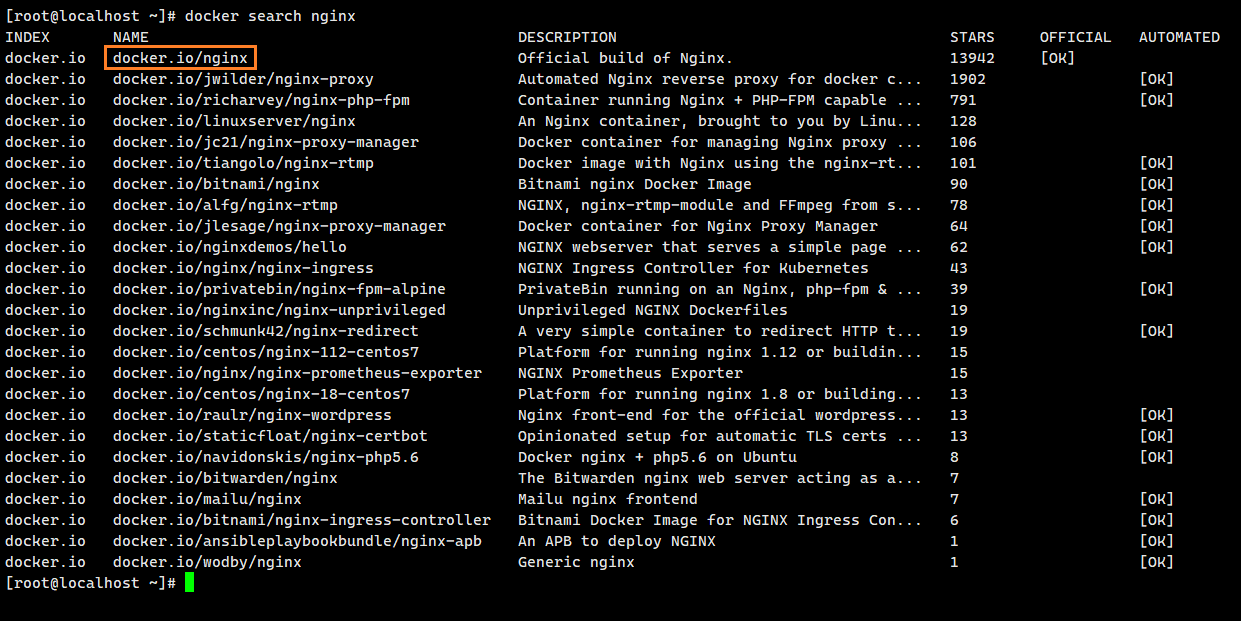 [root@localhost ~]# docker search nginx
INDEX NAME DESCRIPTION STARS OFFICIAL AUTOMATED
docker.io docker.io/nginx Official build of Nginx. 13942 [OK]
docker.io docker.io/jwilder/nginx-proxy Automated Nginx reverse proxy for docker c... 1902 [OK]
docker.io docker.io/richarvey/nginx-php-fpm Container running Nginx + PHP-FPM capable ... 791 [OK]
docker.io docker.io/linuxserver/nginx An Nginx container, brought to you by Linu... 128
docker.io docker.io/jc21/nginx-proxy-manager Docker container for managing Nginx proxy ... 106
docker.io docker.io/tiangolo/nginx-rtmp Docker image with Nginx using the nginx-rt... 101 [OK]
docker.io docker.io/bitnami/nginx Bitnami nginx Docker Image 90 [OK]
docker.io docker.io/alfg/nginx-rtmp NGINX, nginx-rtmp-module and FFmpeg from s... 78 [OK]
docker.io docker.io/jlesage/nginx-proxy-manager Docker container for Nginx Proxy Manager 64 [OK]
docker.io docker.io/nginxdemos/hello NGINX webserver that serves a simple page ... 62 [OK]
docker.io docker.io/nginx/nginx-ingress NGINX Ingress Controller for Kubernetes 43
docker.io docker.io/privatebin/nginx-fpm-alpine PrivateBin running on an Nginx, php-fpm & ... 39 [OK]
docker.io docker.io/nginxinc/nginx-unprivileged Unprivileged NGINX Dockerfiles 19
docker.io docker.io/schmunk42/nginx-redirect A very simple container to redirect HTTP t... 19 [OK]
docker.io docker.io/centos/nginx-112-centos7 Platform for running nginx 1.12 or buildin... 15
docker.io docker.io/nginx/nginx-prometheus-exporter NGINX Prometheus Exporter 15
docker.io docker.io/centos/nginx-18-centos7 Platform for running nginx 1.8 or building... 13
docker.io docker.io/raulr/nginx-wordpress Nginx front-end for the official wordpress... 13 [OK]
docker.io docker.io/staticfloat/nginx-certbot Opinionated setup for automatic TLS certs ... 13 [OK]
docker.io docker.io/navidonskis/nginx-php5.6 Docker nginx + php5.6 on Ubuntu 8 [OK]
docker.io docker.io/bitwarden/nginx The Bitwarden nginx web server acting as a... 7
docker.io docker.io/mailu/nginx Mailu nginx frontend 7 [OK]
docker.io docker.io/bitnami/nginx-ingress-controller Bitnami Docker Image for NGINX Ingress Con... 6 [OK]
docker.io docker.io/ansibleplaybookbundle/nginx-apb An APB to deploy NGINX 1 [OK]
docker.io docker.io/wodby/nginx Generic nginx 1 [OK]
[root@localhost ~]#